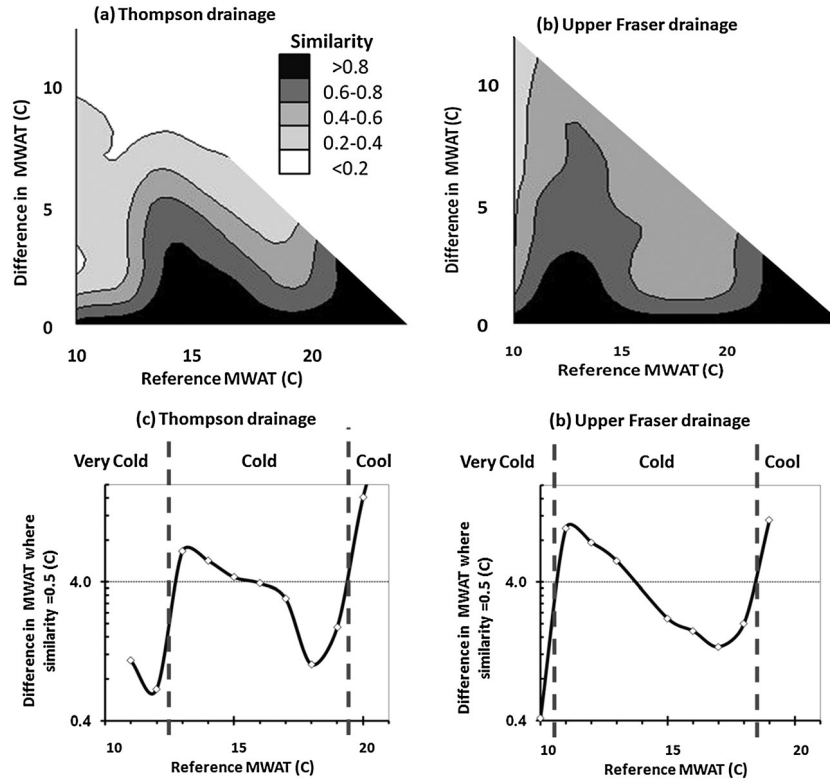 (a) Thompson drainage
Similarity
>0.8
0.6-0.8
0.4-0.6
0.2-0.4
<0.2
Difference in MWAT (C)
10
5
0
10
15
20
Reference MWAT (C)
(b) Upper Fraser drainage
Difference in MWAT (C)
10
5
0
10
15
20
Reference MWAT (C)
(c) Thompson drainage
Very Cold
Cold
Cool
Difference in MWAT where
similarity =0.5 (C)
4.0
0.4
10
15
20
Reference MWAT (C)
(b) Upper Fraser drainage
Very Cold
Cold
Cool
Difference in MWAT where
similarity =0.5 (C)
4.0
0.4
10
15
20
Reference MWAT (C)